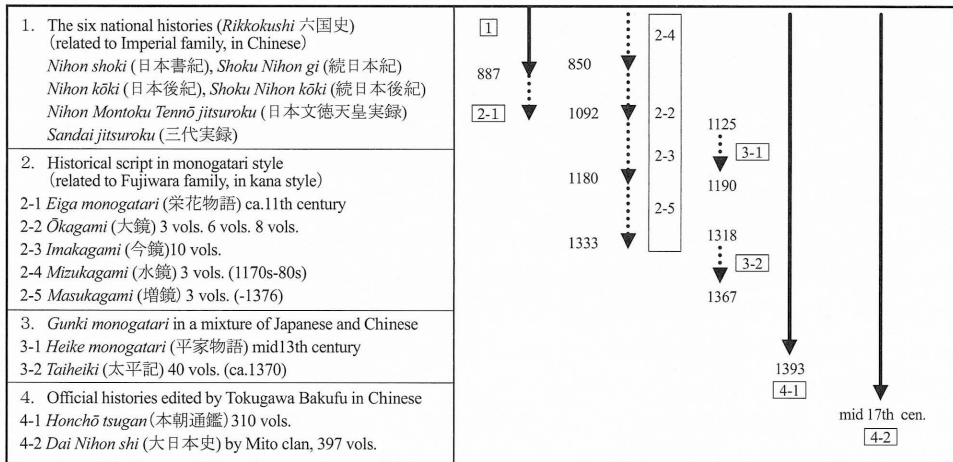 1. The six national histories (Rikkokushi 六国史)
(related to Imperial family, in Chinese)
Nihon shoki (日本書紀), Shoku Nihon gi (続日本紀)
Nihon kōki (日本後紀), Shoku Nihon kōki (続日本後紀)
Nihon Montoku Tennō jitsuroku (日本文徳天皇実録)
Sandai jitsuroku (三代実録)
2. Historical script in monogatari style
(related to Fujiwara family, in kana style)
2-1 Eiga monogatari (栄花物語) ca.11th century
2-2 Ōkagami (大鏡) 3 vols. 6 vols. 8 vols.
2-3 Imakagami (今鏡)10 vols.
2-4 Mizukagami (水鏡) 3 vols. (1170s-80s)
2-5 Masukagami (増鏡) 3 vols. (-1376)
3. Gunki monogatari in a mixture of Japanese and Chinese
3-1 Heike monogatari (平家物語) mid13th century
3-2 Taiheiki (太平記) 40 vols. (ca.1370)
4. Official histories edited by Tokugawa Bakufu in Chinese
4-1 Honchō tsugan (本朝通鑑) 310 vols.
4-2 Dai Nihon shi (大日本史) by Mito clan, 397 vols.
1
887
2-1
850
1092
1180
1333
2-4
2-2
2-3
2-5
1125
3-1
1190
1318
3-2
1367
1393
4-1
mid 17th cen.
4-2